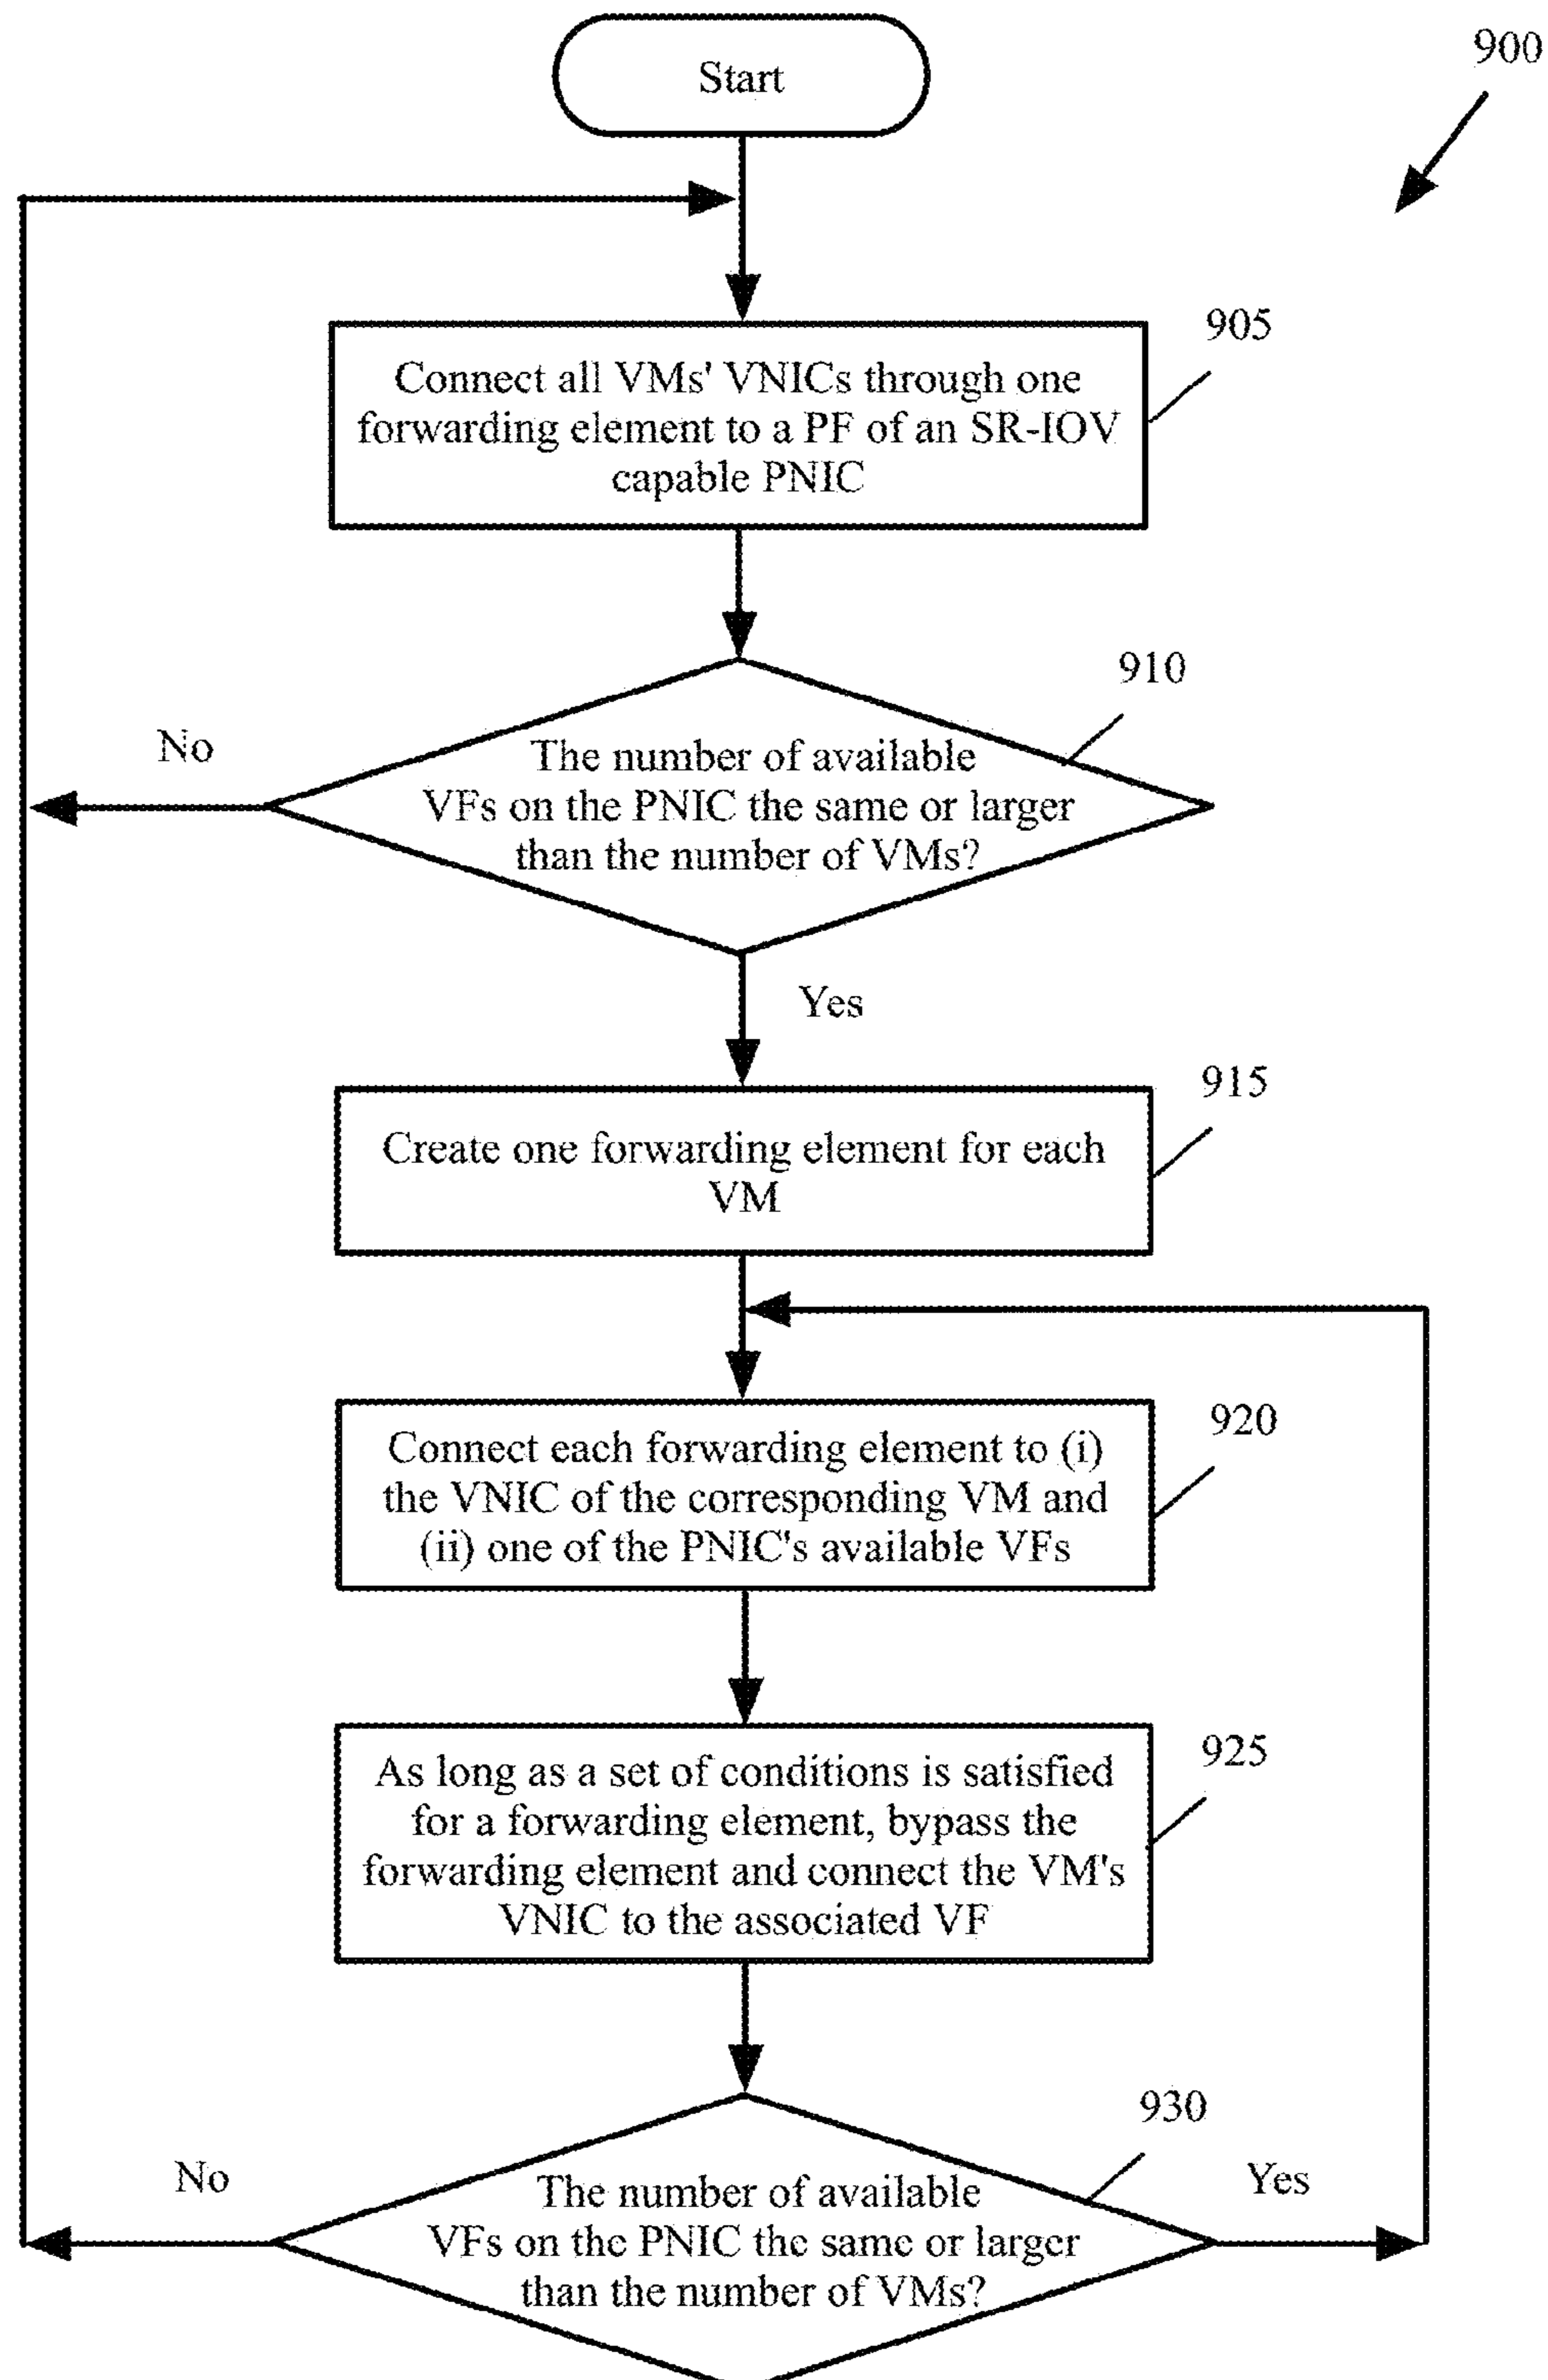 Start
900
905
Connect all VMs' VNICs through one
forwarding element to a PF of an SR-IOV
capable PNIC
910
No
The number of available
VFs on the PNIC the same or larger
than the number of VMs?
Yes
915
Create one forwarding element for each
VM
920
Connect each forwarding element to (i)
the VNIC of the corresponding VM and
(ii) one of the PNIC's available VFs
925
As long as a set of conditions is satisfied
for a forwarding element, bypass the
forwarding element and connect the VM's
VNIC to the associated VF
930
No
Yes
The number of available
VFs on the PNIC the same or larger
than the number of VMs?